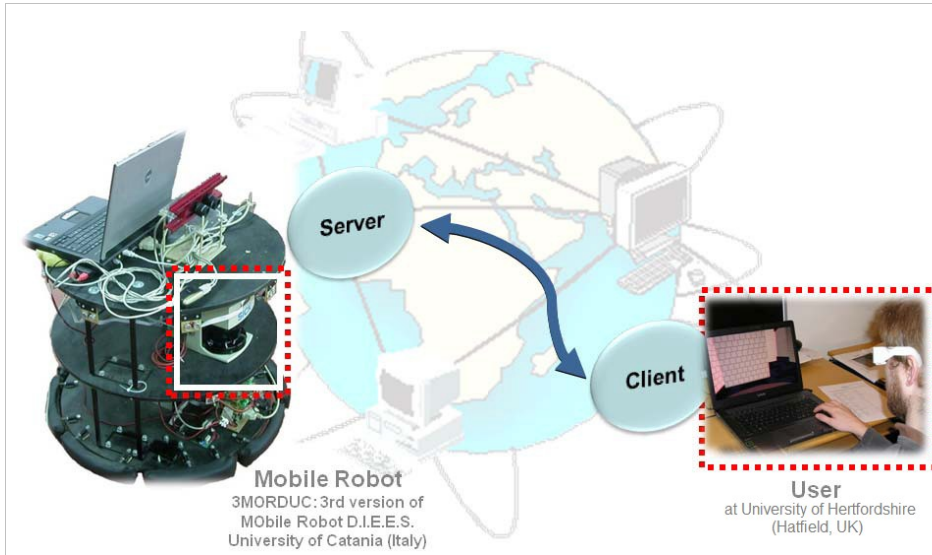 Server
Client
Mobile Robot
3MORDUC: 3rd version of
MObile Robot D.I.E.E.S.
University of Catania (Italy)
User
at University of Hertfordshire
(Hatfield, UK)